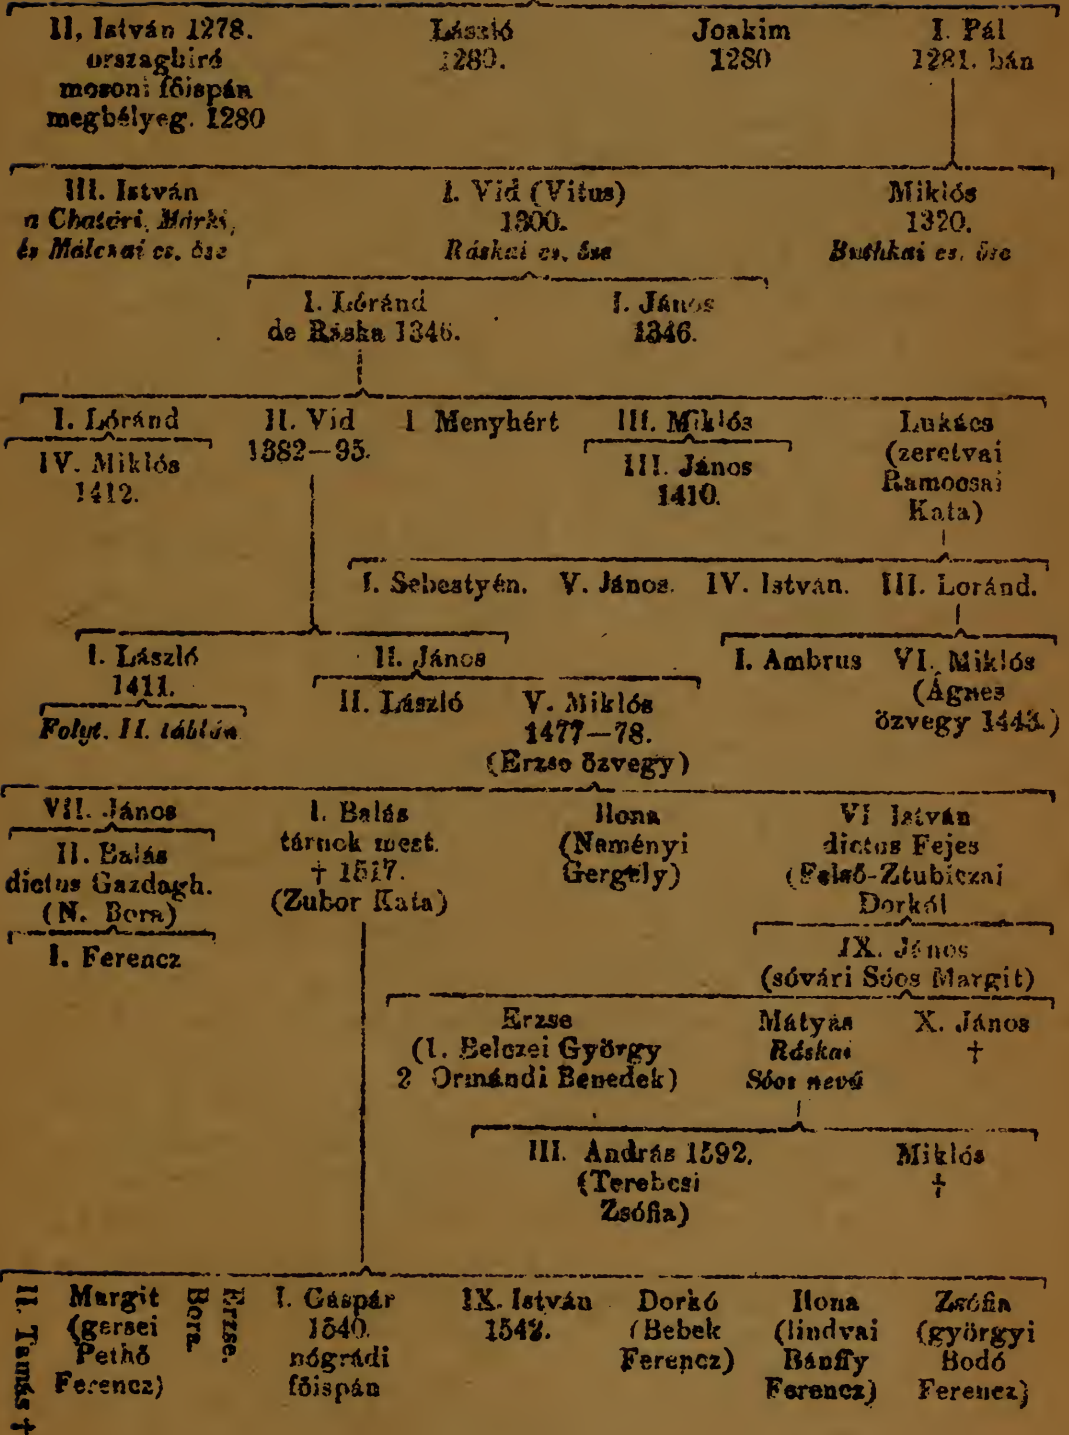 II, István 1278.
országbiró
mosoni főispán
megbélyeg. 1280
László
1280.
Joakim
1280
I. Pál
1281. bán
III. István
a Chatári, Márki,
és Málcsai cs. őse
I. Vid (Vitus)
1300.
Ráskai cs. őse
Miklós
1320.
Buthkai cs. őse
I. Lóránd
de Ráska 1346.
I. János
1346.
I. Lóránd
II. Vid
1382–95.
I Menyhért
III. Miklós
Lukács
(zeretvai
Ramocsai
Kata)
IV. Miklós
1412.
III. János
1410.
I. Sebestyén.
V. János.
IV. István.
III. Loránd.
I. László
1411.
Folyt. II. táblán
II. János
I. Ambrus
VI. Miklós
(Ágnes
özvegy 1443.)
II. László
V. Miklós
1477–78.
(Erzse özvegy)
VII. János
I. Balás
tárnok mest.
† 1517.
(Zubor Kata)
Ilona
(Neményi
Gergely)
VI István
dictus Fejes
(Felső-Ztubiczai
Dorkó)
II. Balás
dictus Gazdagh.
(N. Bora)
I. Ferencz
IX. János
(sóvári Sóos Margit)
Erzse
(1. Belczei György
2 Ormándi Benedek)
Mátyás
Ráskai
Sóos nevű
X. János
†
III. András 1592.
(Terebesi
Zsófia)
Miklós
†
II. Tamás †
Margit
(gersei
Pethő
Ferencz)
Bora.
Erzse.
I. Gáspár
1540.
nógrádi
főispán
IX. István
1542.
Dorkó
(Bebek
Ferencz)
Ilona
(lindvai
Bánffy
Ferencz)
Zsófia
(györgyi
Bodó
Ferencz)